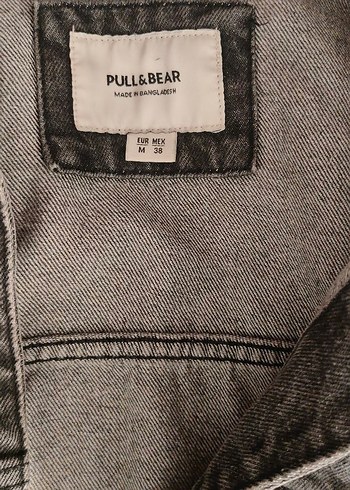 PULL&BEAR
MADE IN BANGLADESH
EUR MEX
M 38